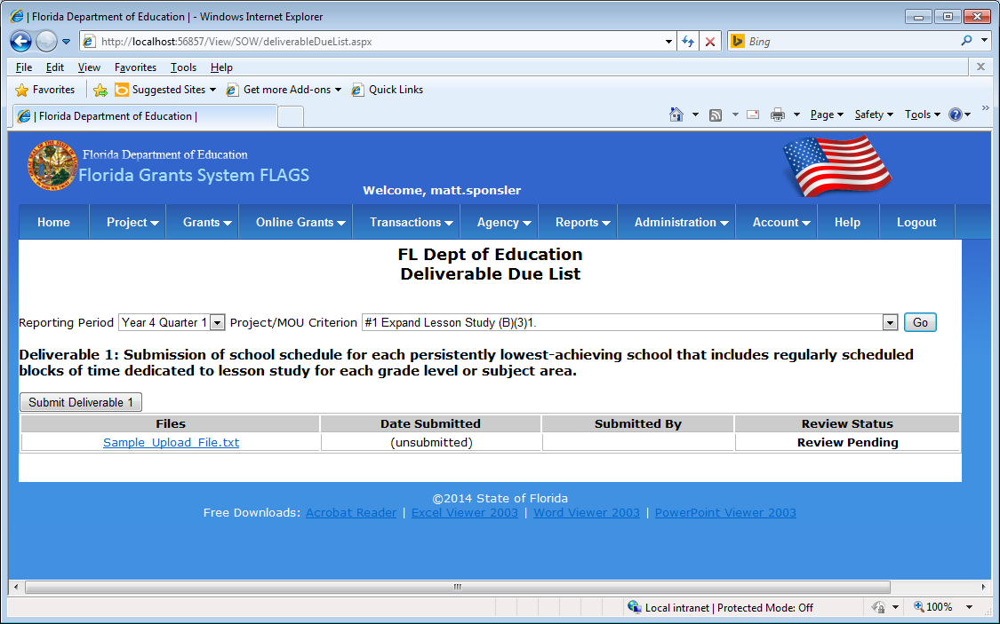 | Florida Department of Education | - Windows Internet Explorer
http://localhost:56857/View/SOW/deliverableDueList.aspx
Bing
File Edit View Favorites Tools Help
Favorites Suggested Sites Get more Add-ons Quick Links
| Florida Department of Education |
Page Safety Tools
Florida Department of Education
Florida Grants System FLAGS
Welcome, matt.sponsler
Home Project Grants Online Grants Transactions Agency Reports Administration Account Help Logout
FL Dept of Education
Deliverable Due List
Reporting Period Year 4 Quarter 1 Project/MOU Criterion #1 Expand Lesson Study (B)(3)1. Go
Deliverable 1: Submission of school schedule for each persistently lowest-achieving school that includes regularly scheduled
blocks of time dedicated to lesson study for each grade level or subject area.
Submit Deliverable 1
Files Date Submitted Submitted By Review Status
Sample_Upload_File.txt (unsubmitted) Review Pending
©2014 State of Florida
Free Downloads: Acrobat Reader | Excel Viewer 2003 | Word Viewer 2003 | PowerPoint Viewer 2003
Local intranet | Protected Mode: Off 100%